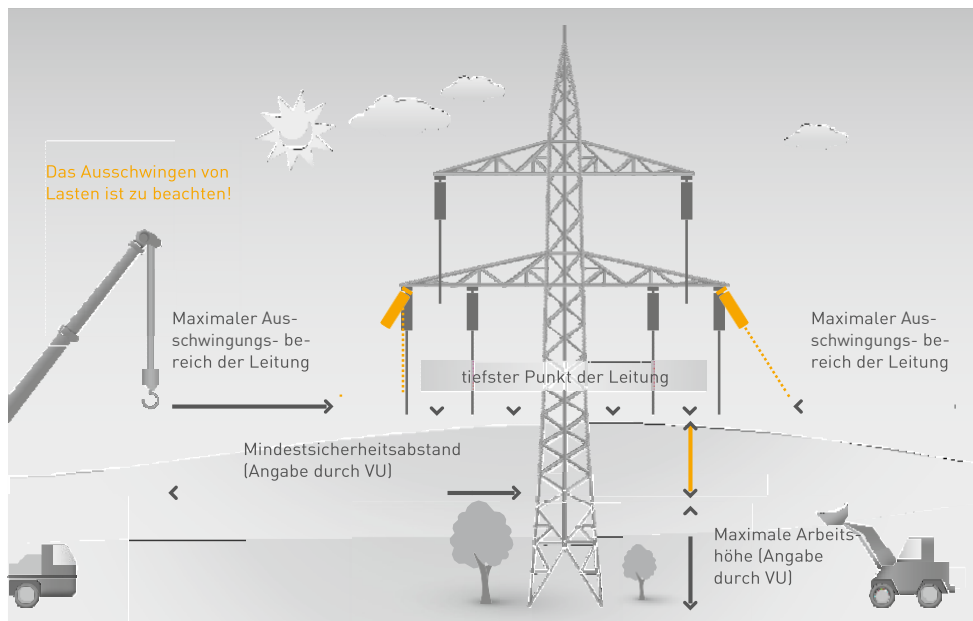 Das Ausschwingen von
Lasten ist zu beachten!
Maximaler Aus-
schwingungs- be-
reich der Leitung
Maximaler Aus-
schwingungs- be-
reich der Leitung
tiefster Punkt der Leitung
Mindestsicherheitsabstand
(Angabe durch VU)
Maximale Arbeits-
höhe (Angabe
durch VU)